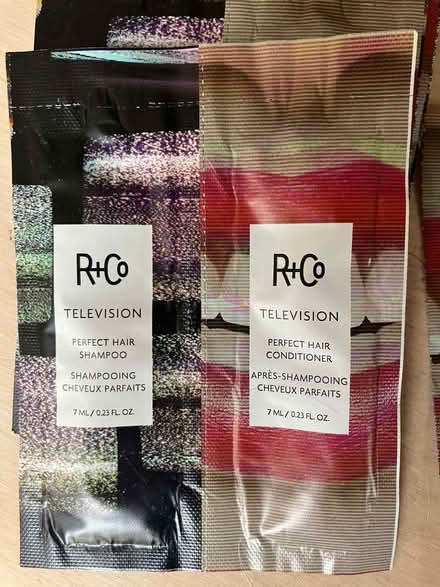 R+Co
TELEVISION
PERFECT HAIR
SHAMPOO
SHAMPOOING
CHEVEUX PARFAITS
7 ML / 0.23 FL. OZ.
R+Co
TELEVISION
PERFECT HAIR
CONDITIONER
APRÈS-SHAMPOOING
CHEVEUX PARFAITS
7 ML / 0.23 FL. OZ.